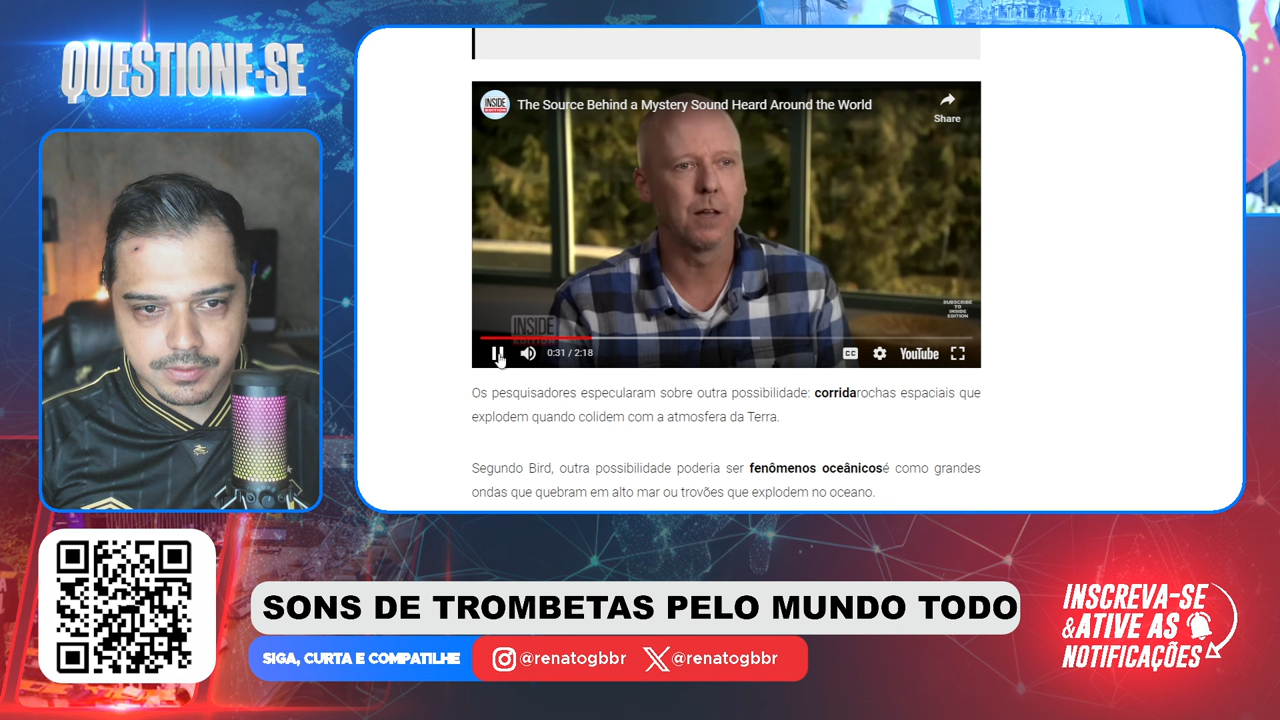 QUESTIONE-SE
INSIDE EDITION
The Source Behind a Mystery Sound Heard Around the World
Share
SUBSCRIBE
TO
INSIDE
EDITION
INSIDE
EDITION
0:31 / 2:18
CC
YouTube
Os pesquisadores especularam sobre outra possibilidade: corridarochas espaciais que
explodem quando colidem com a atmosfera da Terra.
Segundo Bird, outra possibilidade poderia ser fenômenos oceânicosé como grandes
ondas que quebram em alto mar ou trovões que explodem no oceano.
SONS DE TROMBETAS PELO MUNDO TODO
SIGA, CURTA E COMPATILHE
@renatogbbr
@renatogbbr
INSCREVA-SE
&ATIVE AS
NOTIFICAÇÕES